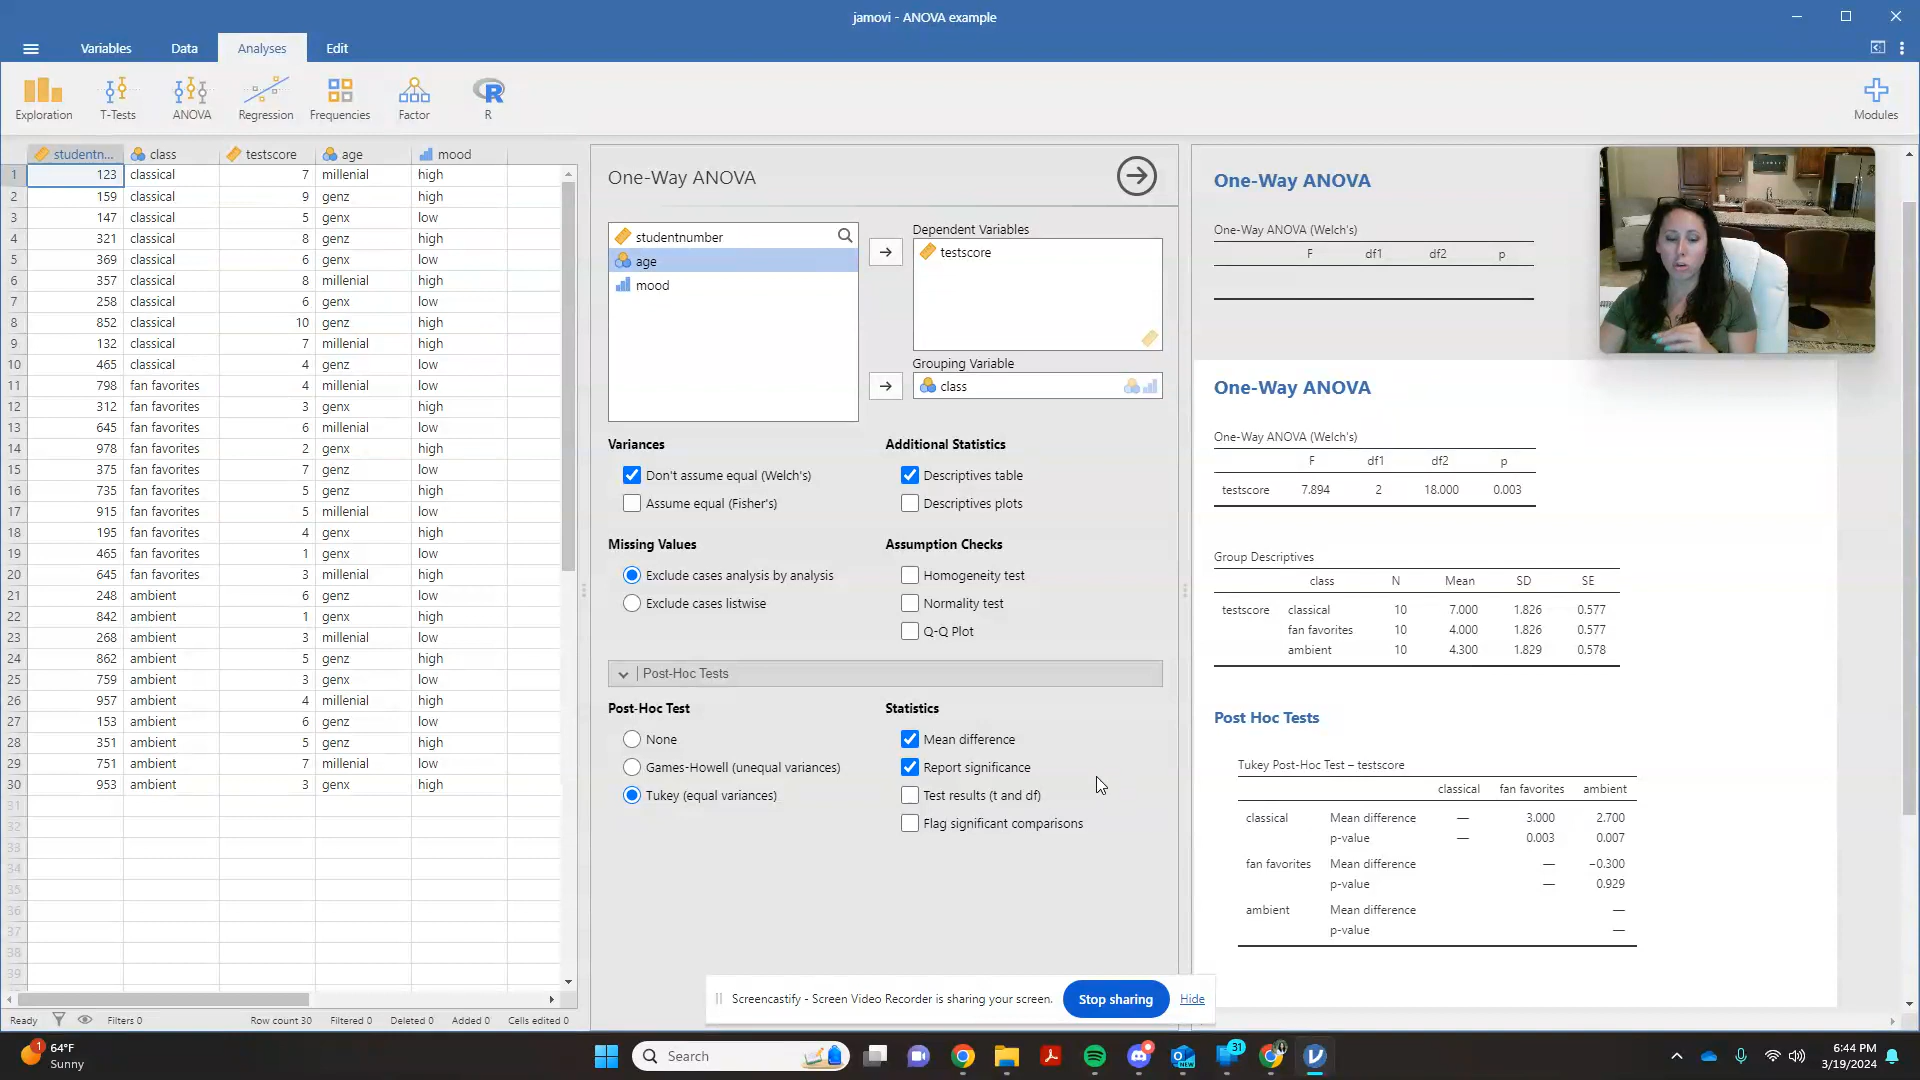 jamovi - ANOVA example
Variables Data Analyses Edit
Exploration T-Tests ANOVA Regression Frequencies Factor R Modules
studentn... class testscore age mood
1 123 classical 7 millenial high
2 159 classical 9 genz high
3 147 classical 5 genx low
4 321 classical 8 genz high
5 369 classical 6 genx low
6 357 classical 8 millenial high
7 258 classical 6 genx low
8 852 classical 10 genz high
9 132 classical 7 millenial high
10 465 classical 4 genz low
11 798 fan favorites 4 millenial low
12 312 fan favorites 3 genx high
13 645 fan favorites 6 millenial low
14 978 fan favorites 2 genx high
15 375 fan favorites 7 genz low
16 735 fan favorites 5 genz high
17 915 fan favorites 5 millenial low
18 195 fan favorites 4 genx high
19 465 fan favorites 1 genx low
20 645 fan favorites 3 millenial high
21 248 ambient 6 genz low
22 842 ambient 1 genx high
23 268 ambient 3 millenial low
24 862 ambient 5 genz high
25 759 ambient 3 genx low
26 957 ambient 4 millenial high
27 153 ambient 6 genz low
28 351 ambient 5 genz high
29 751 ambient 7 millenial low
30 953 ambient 3 genx high
31
32
33
34
35
36
37
38
39
Ready Filters 0 Row count 30 Filtered 0 Deleted 0 Added 0 Cells edited 0
One-Way ANOVA
studentnumber
age
mood
Dependent Variables
testscore
Grouping Variable
class
Variances
Don't assume equal (Welch's)
Assume equal (Fisher's)
Additional Statistics
Descriptives table
Descriptives plots
Missing Values
Exclude cases analysis by analysis
Exclude cases listwise
Assumption Checks
Homogeneity test
Normality test
Q-Q Plot
Post-Hoc Tests
Post-Hoc Test
None
Games-Howell (unequal variances)
Tukey (equal variances)
Statistics
Mean difference
Report significance
Test results (t and df)
Flag significant comparisons
One-Way ANOVA
One-Way ANOVA (Welch's)
F df1 df2 p
One-Way ANOVA
One-Way ANOVA (Welch's)
F df1 df2 p
testscore 7.894 2 18.000 0.003
Group Descriptives
class N Mean SD SE
testscore classical 10 7.000 1.826 0.577
fan favorites 10 4.000 1.826 0.577
ambient 10 4.300 1.829 0.578
Post Hoc Tests
Tukey Post-Hoc Test – testscore
classical fan favorites ambient
classical Mean difference — 3.000 2.700
p-value — 0.003 0.007
fan favorites Mean difference — −0.300
p-value — 0.929
ambient Mean difference —
p-value —
Screencastify - Screen Video Recorder is sharing your screen. Stop sharing Hide
1 64°F
Sunny
Search
NEW
31
6:44 PM
3/19/2024